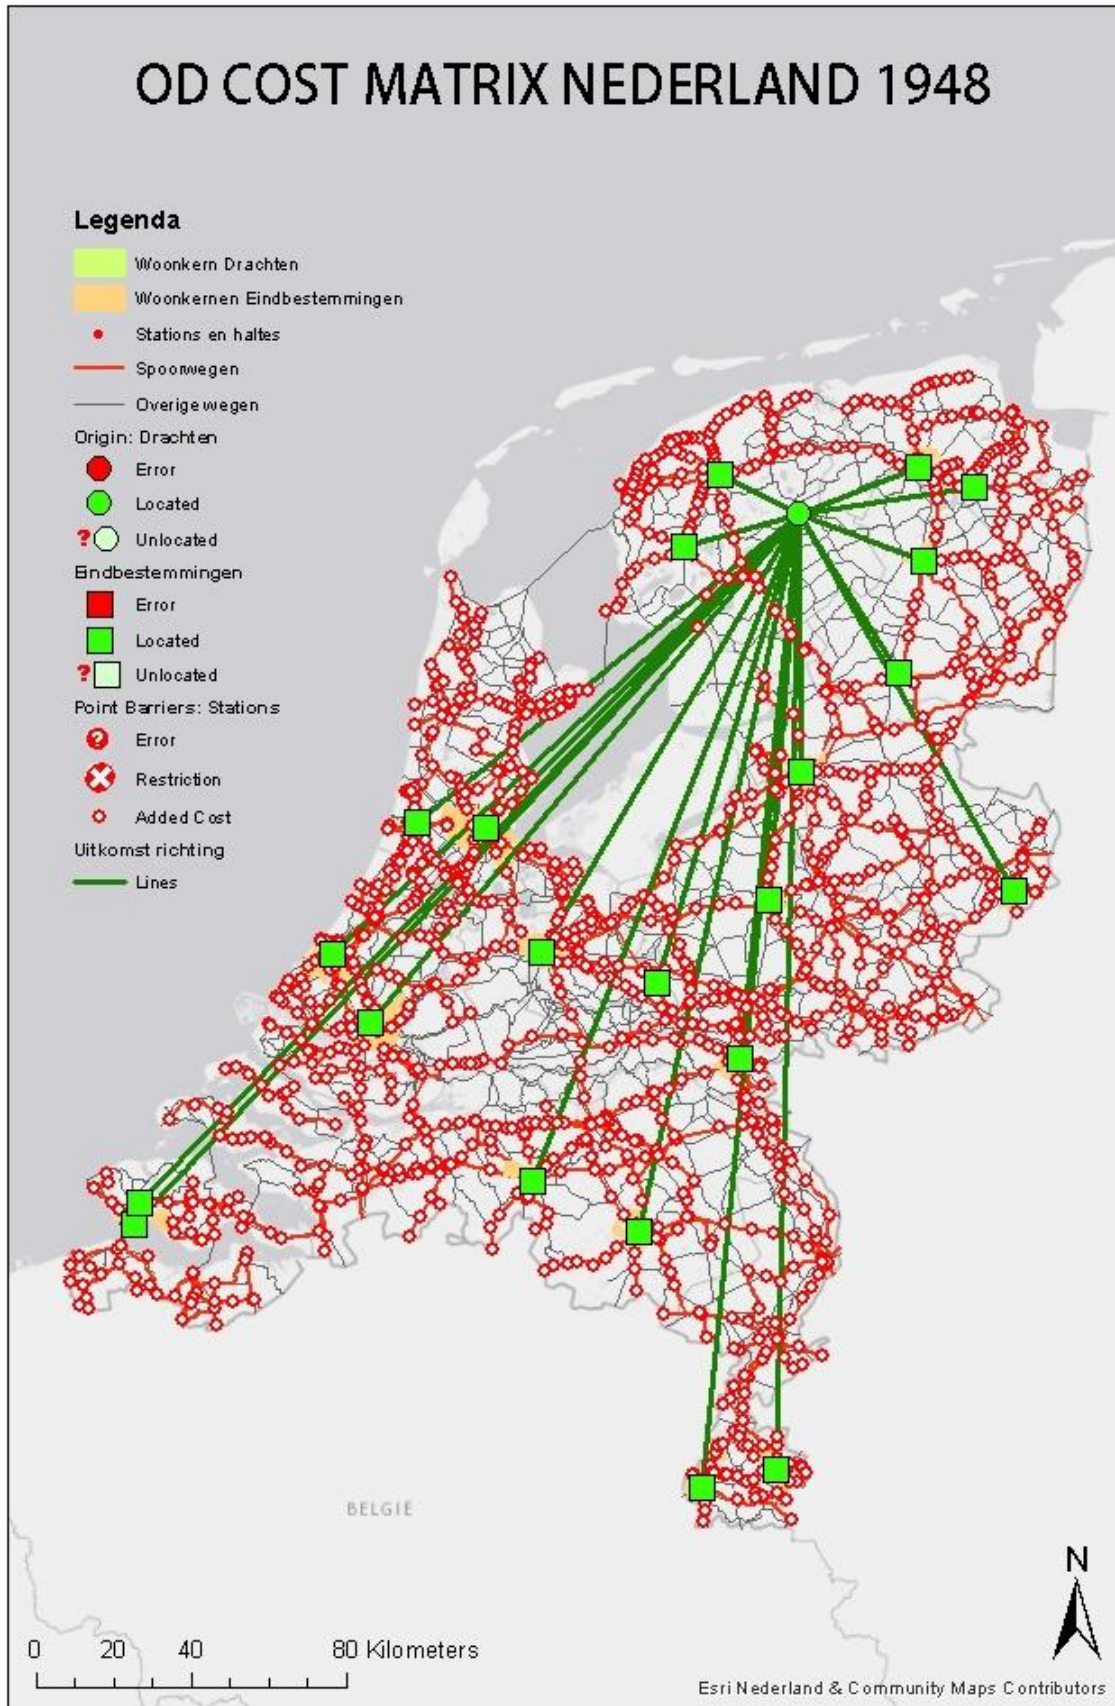 OD COST MATRIX NEDERLAND 1948
Legenda
Woonkern Drachten
Woonkernen Eindbestemmingen
Stations en haltes
Spoorwegen
Overige wegen
Origin: Drachten
Error
Located
? Unlocated
Eindbestemmingen
Error
Located
? Unlocated
Point Barriers: Stations
? Error
Restriction
Added Cost
Uitkomst richting
Lines
BELGIË
N
0 20 40 80 Kilometers
Esri Nederland & Community Maps Contributors